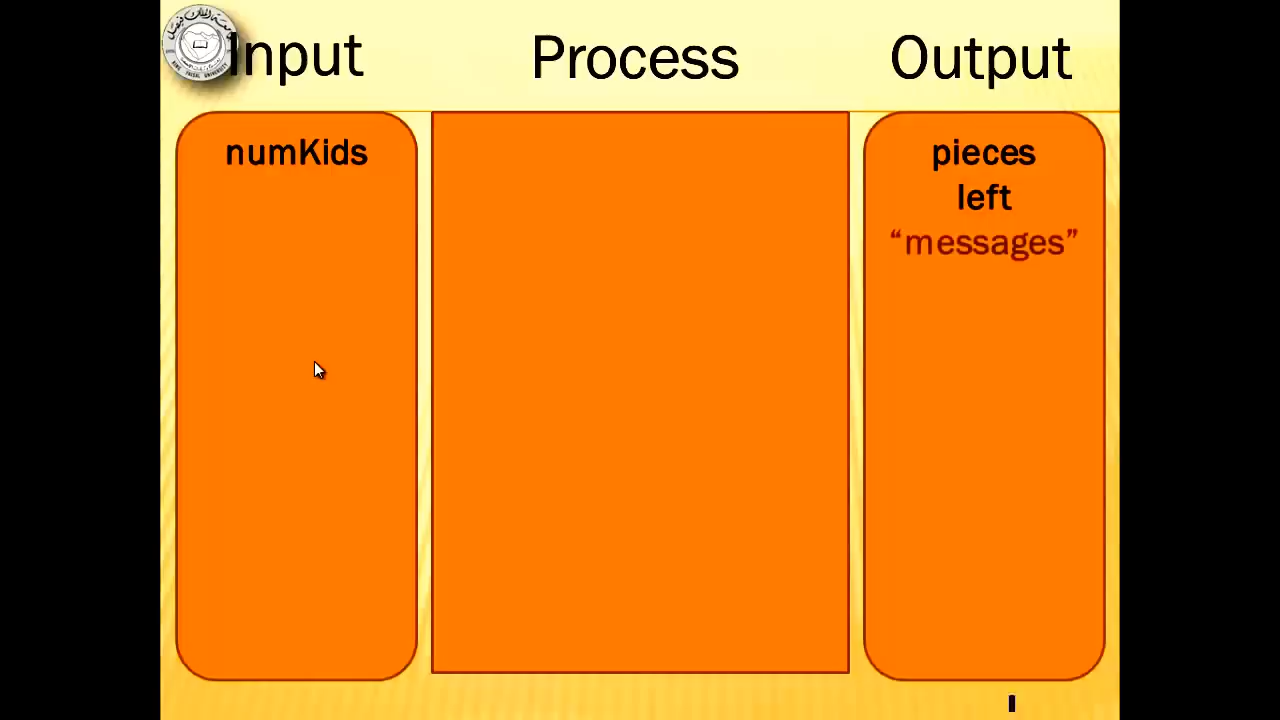 Input
Process
Output
numKids
pieces
left
“messages”